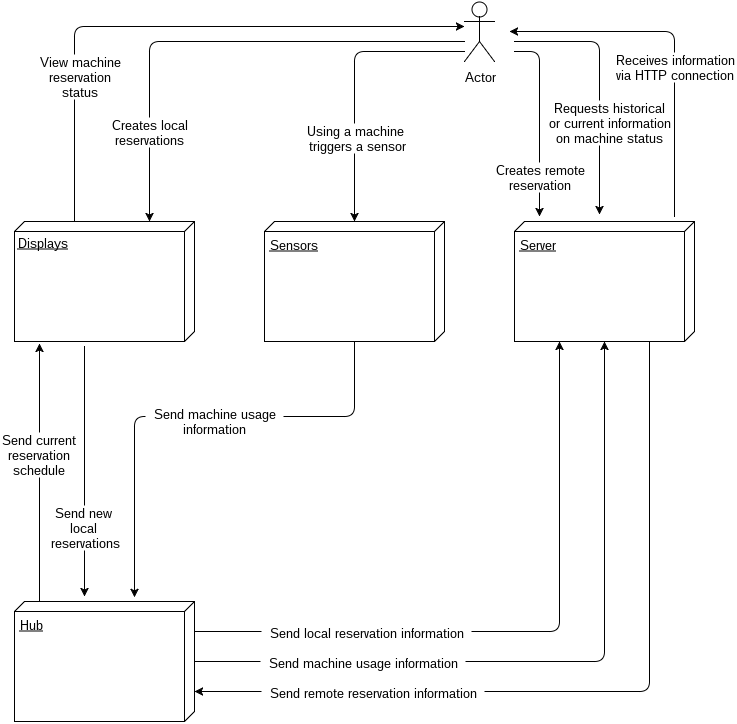 Actor
View machine
reservation
status
Creates local
reservations
Using a machine
triggers a sensor
Receives information
via HTTP connection
Requests historical
or current information
on machine status
Creates remote
reservation
Displays
Sensors
Server
Send machine usage
information
Send current
reservation
schedule
Send new
local
reservations
Hub
Send local reservation information
Send machine usage information
Send remote reservation information